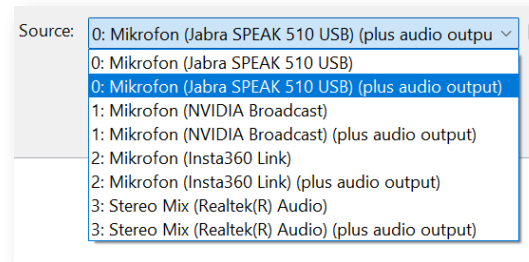 Source:
0: Mikrofon (Jabra SPEAK 510 USB) (plus audio outpu
0: Mikrofon (Jabra SPEAK 510 USB)
0: Mikrofon (Jabra SPEAK 510 USB) (plus audio output)
1: Mikrofon (NVIDIA Broadcast)
1: Mikrofon (NVIDIA Broadcast) (plus audio output)
2: Mikrofon (Insta360 Link)
2: Mikrofon (Insta360 Link) (plus audio output)
3: Stereo Mix (Realtek(R) Audio)
3: Stereo Mix (Realtek(R) Audio) (plus audio output)